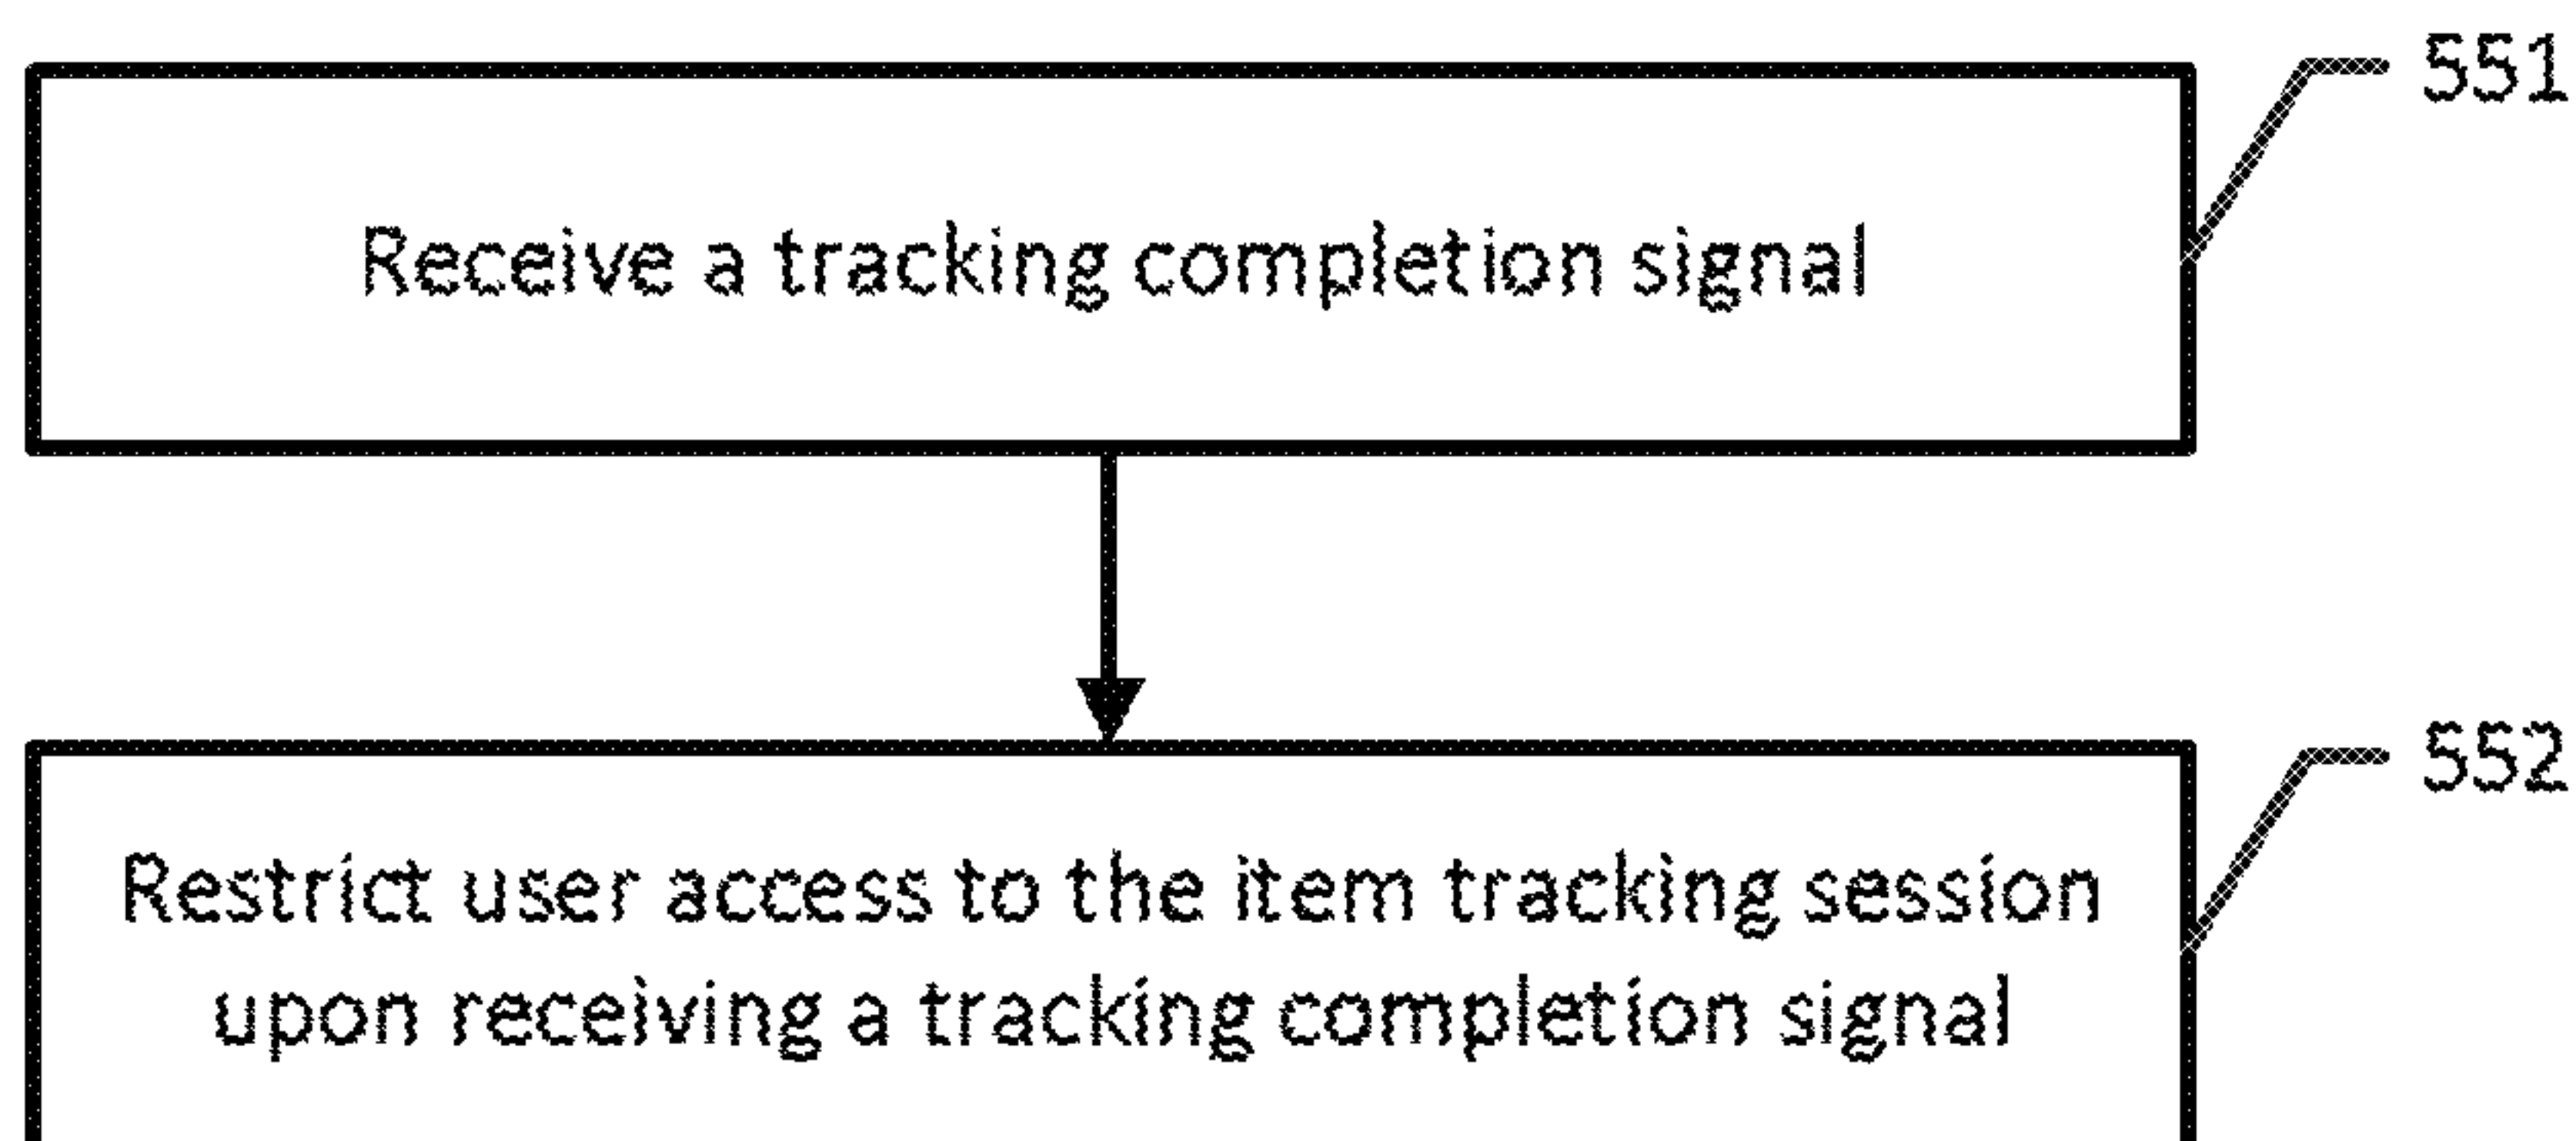 551
Receive a tracking completion signal
552
Restrict user access to the item tracking session
upon receiving a tracking completion signal